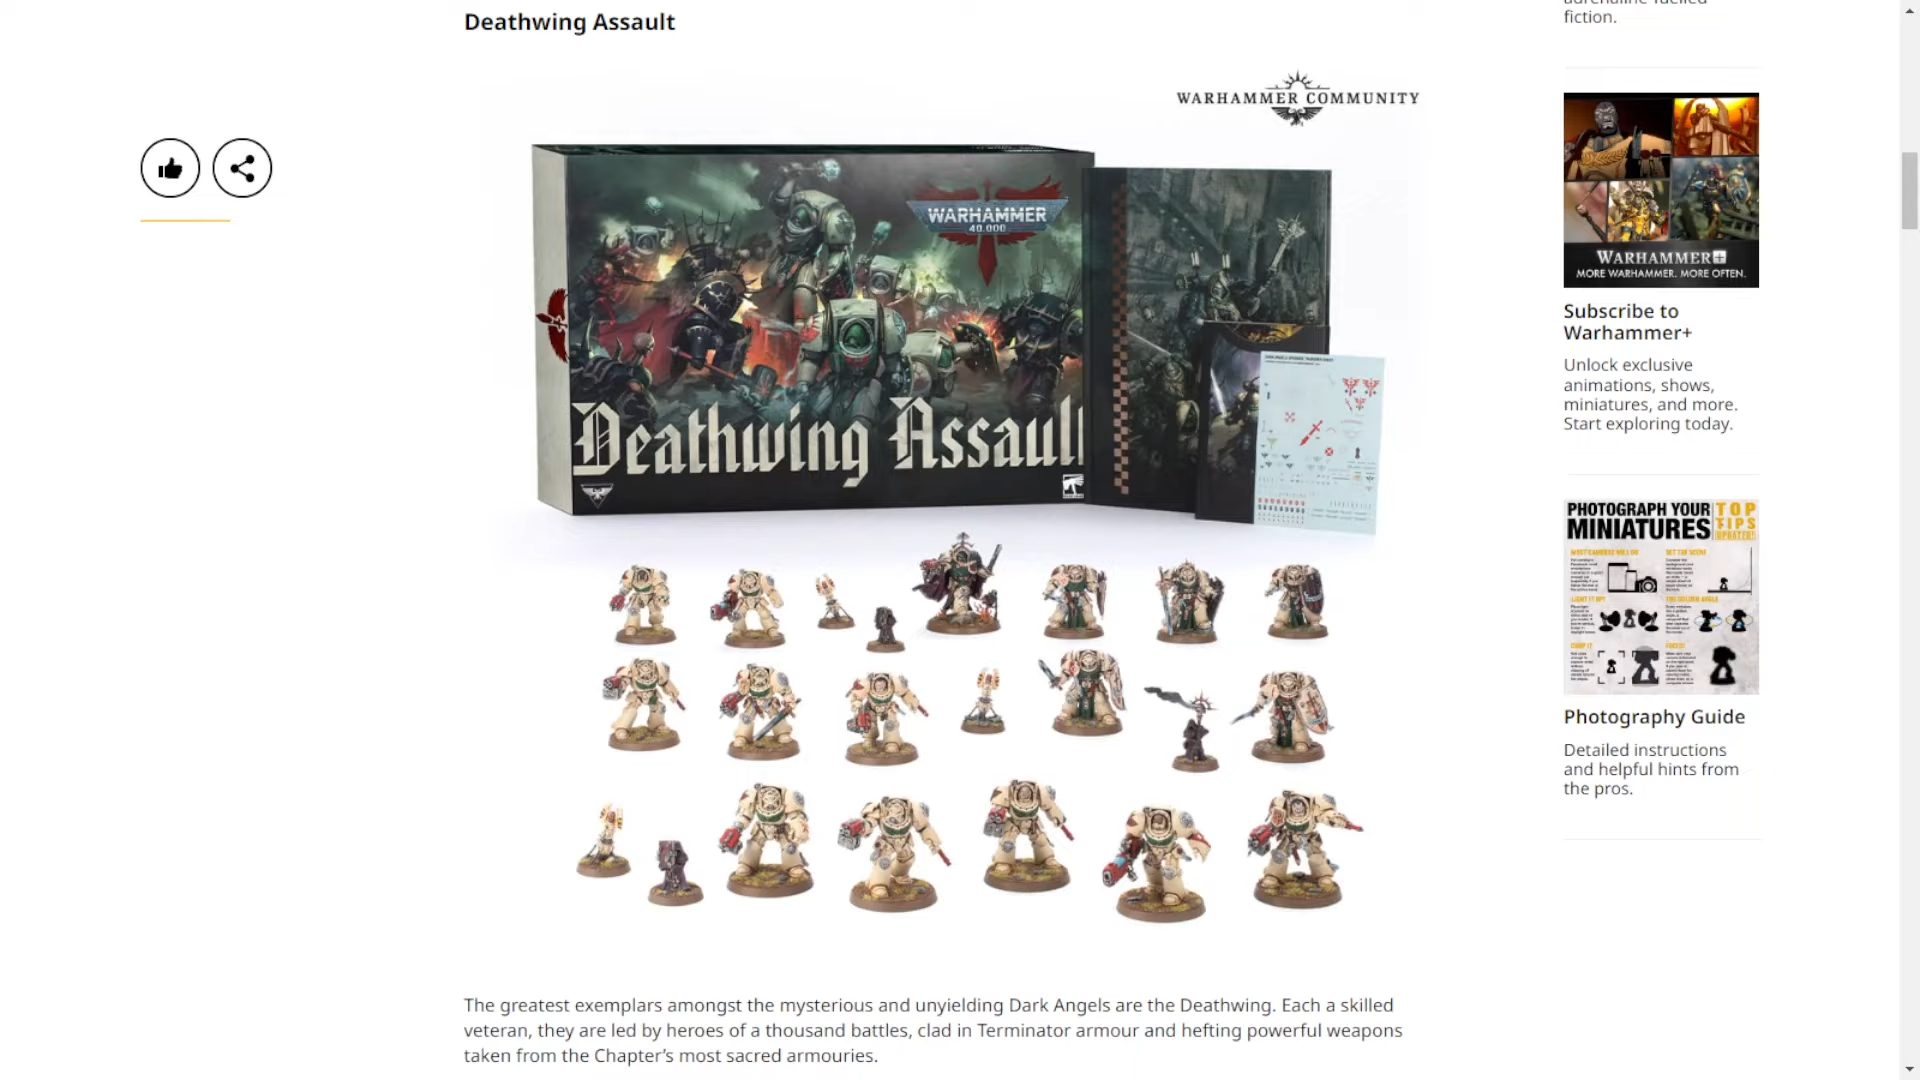 adrenaline-fuelled
fiction.
Deathwing Assault
WARHAMMER COMMUNITY
WARHAMMER
40,000
Deathwing Assault
WARHAMMER+
MORE WARHAMMER. MORE OFTEN.
Subscribe to
Warhammer+
Unlock exclusive
animations, shows,
miniatures, and more.
Start exploring today.
PHOTOGRAPH YOUR
MINIATURES
TOP
TIPS
UPDATED!
Photography Guide
Detailed instructions
and helpful hints from
the pros.
The greatest exemplars amongst the mysterious and unyielding Dark Angels are the Deathwing. Each a skilled
veteran, they are led by heroes of a thousand battles, clad in Terminator armour and hefting powerful weapons
taken from the Chapter’s most sacred armouries.